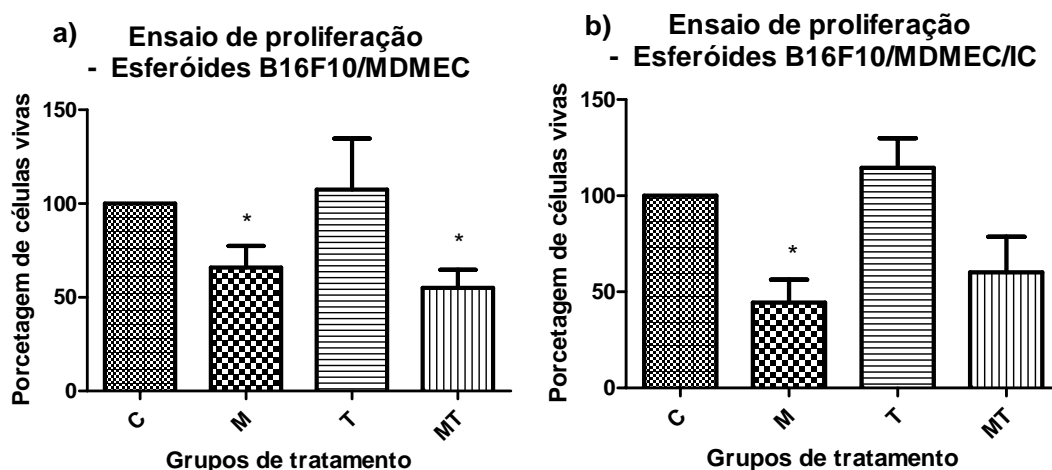 a) Ensaio de proliferação
- Esferóides B16F10/MDMEC
Porcetagem de células vivas
150
100
50
0
*
*
C
M
T
MT
Grupos de tratamento
b) Ensaio de proliferação
- Esferóides B16F10/MDMEC/IC
Porcetagem de células vivas
150
100
50
0
*
C
M
T
MT
Grupos de tratamento